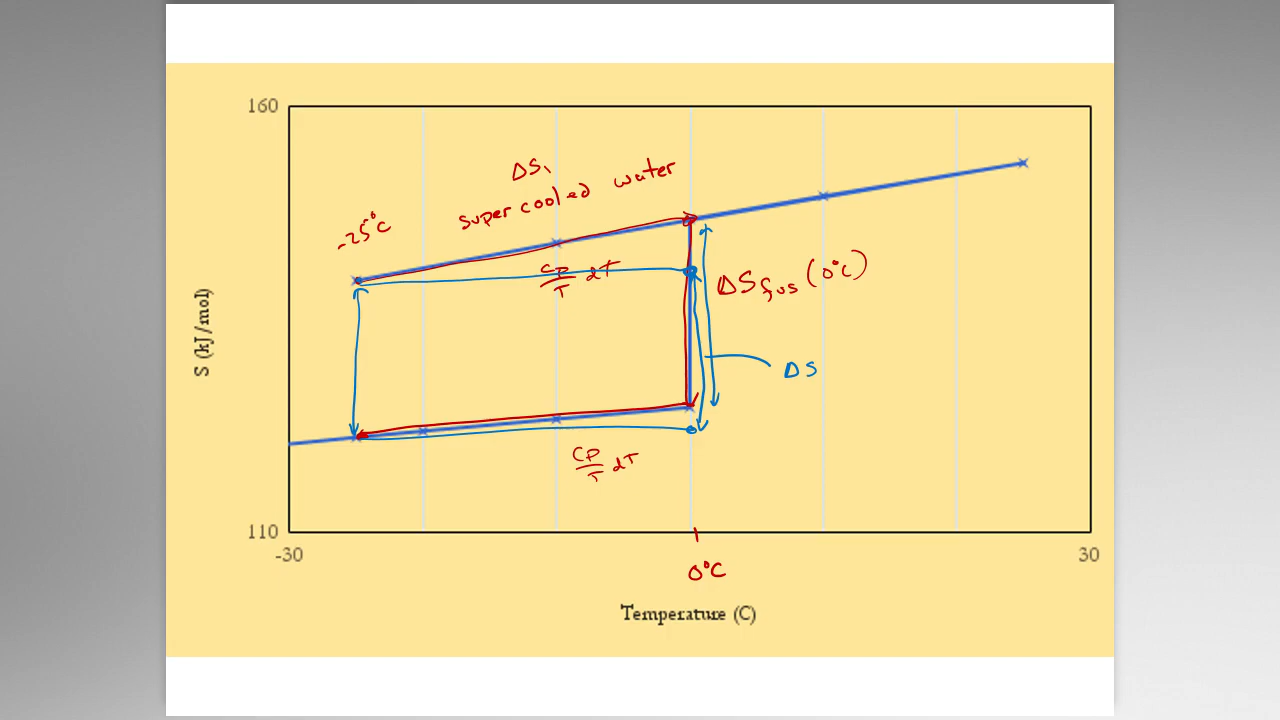 160
ΔS₁
super cooled water
-25°C
Cp/T dT
ΔSfus (0°C)
S (kJ/mol)
ΔS
Cp/T dT
110
-30
30
0°C
Temperature (C)